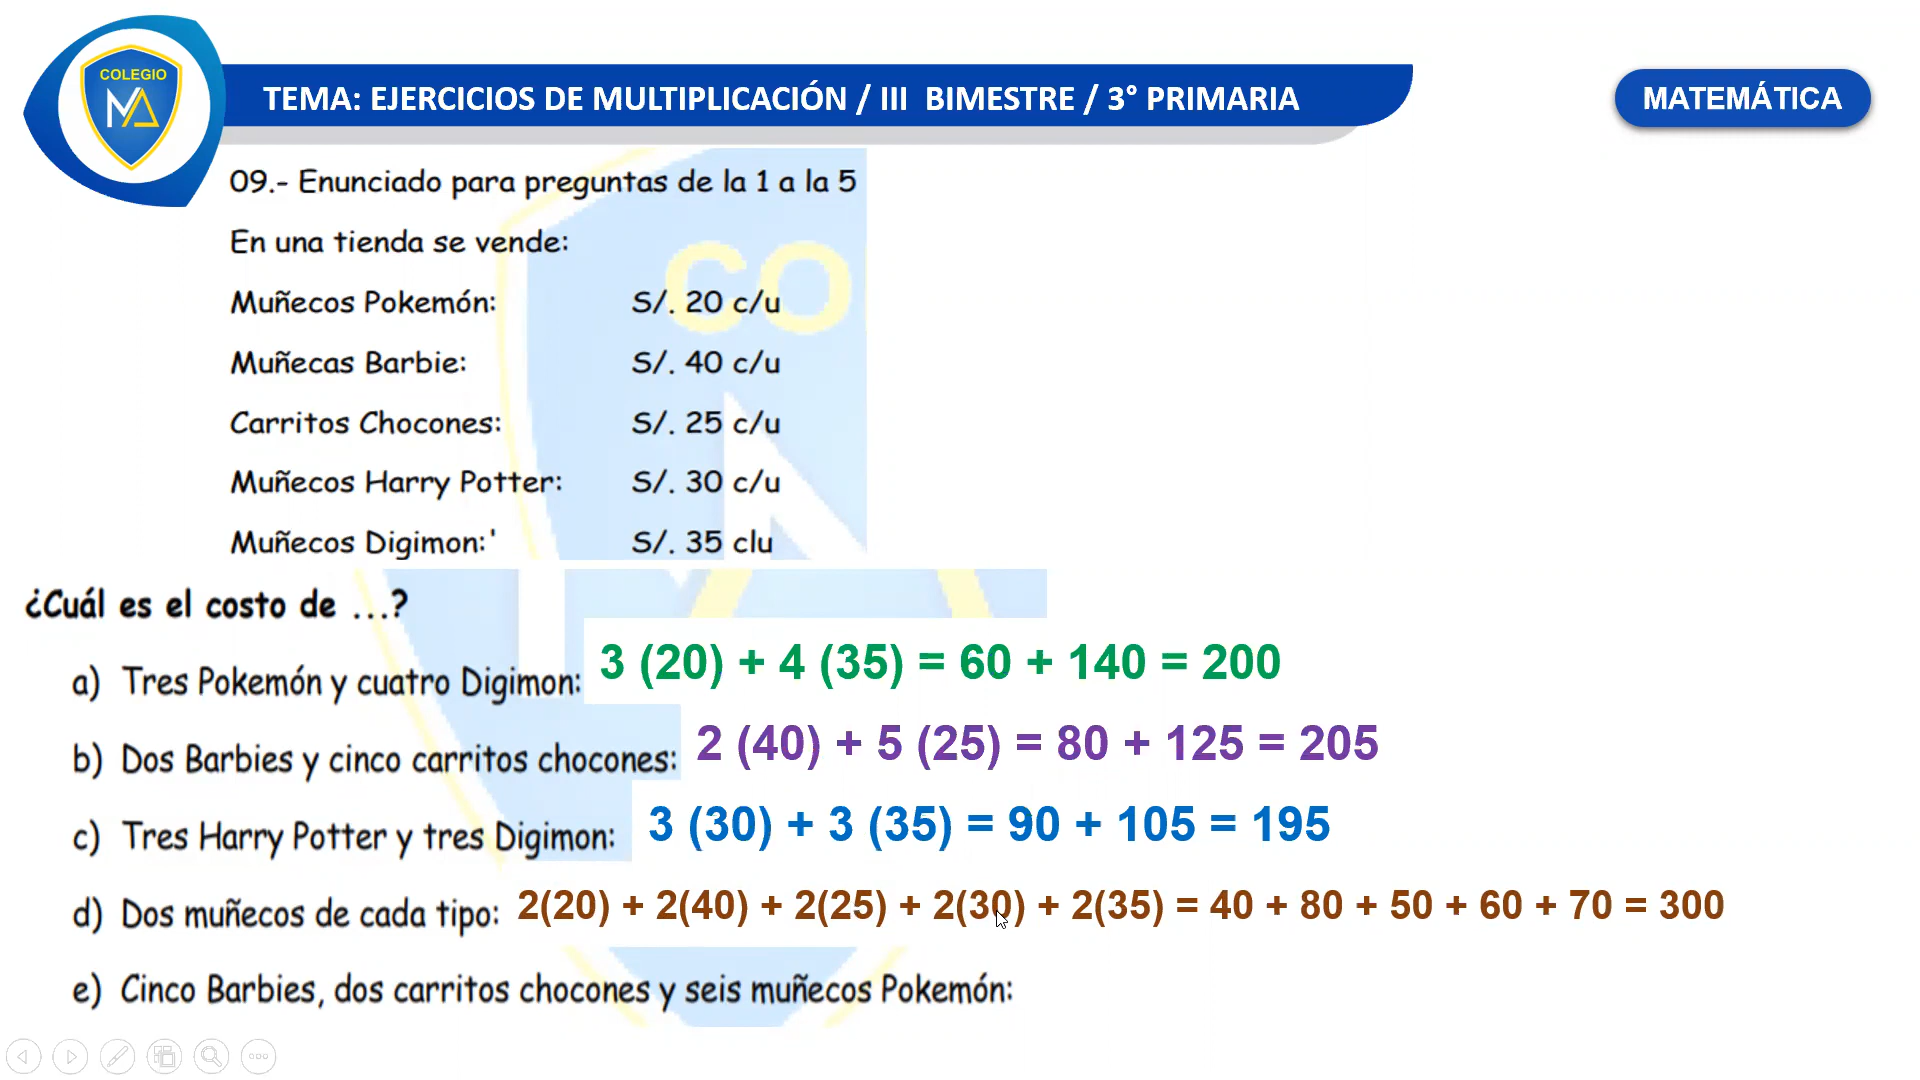 COLEGIO
MA
TEMA: EJERCICIOS DE MULTIPLICACIÓN / III BIMESTRE / 3° PRIMARIA
MATEMÁTICA
09.- Enunciado para preguntas de la 1 a la 5
En una tienda se vende:
Muñecos Pokemón: S/. 20 c/u
Muñecas Barbie: S/. 40 c/u
Carritos Chocones: S/. 25 c/u
Muñecos Harry Potter: S/. 30 c/u
Muñecos Digimon:' S/. 35 clu
CO
¿Cuál es el costo de ...?
a) Tres Pokemón y cuatro Digimon: 3 (20) + 4 (35) = 60 + 140 = 200
b) Dos Barbies y cinco carritos chocones: 2 (40) + 5 (25) = 80 + 125 = 205
c) Tres Harry Potter y tres Digimon: 3 (30) + 3 (35) = 90 + 105 = 195
d) Dos muñecos de cada tipo: 2(20) + 2(40) + 2(25) + 2(30) + 2(35) = 40 + 80 + 50 + 60 + 70 = 300
e) Cinco Barbies, dos carritos chocones y seis muñecos Pokemón: